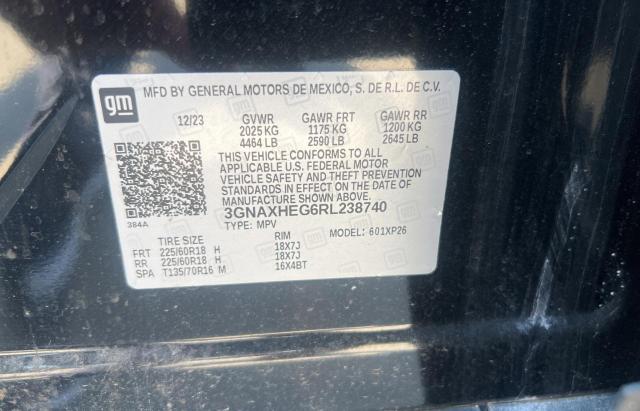 gm
MFD BY GENERAL MOTORS DE MEXICO, S. DE R.L. DE C.V.
12/23 GVWR GAWR FRT GAWR RR
2025 KG 1175 KG 1200 KG
4464 LB 2590 LB 2645 LB
THIS VEHICLE CONFORMS TO ALL
APPLICABLE U.S. FEDERAL MOTOR
VEHICLE SAFETY AND THEFT PREVENTION
STANDARDS IN EFFECT ON THE DATE OF
MANUFACTURE SHOWN ABOVE.
384A 3GNAXHEG6RL238740
TYPE: MPV MODEL: 601XP26
TIRE SIZE RIM
FRT 225/60R18 H 18X7J
RR 225/60R18 H 18X7J
SPA T135/70R16 M 16X4BT